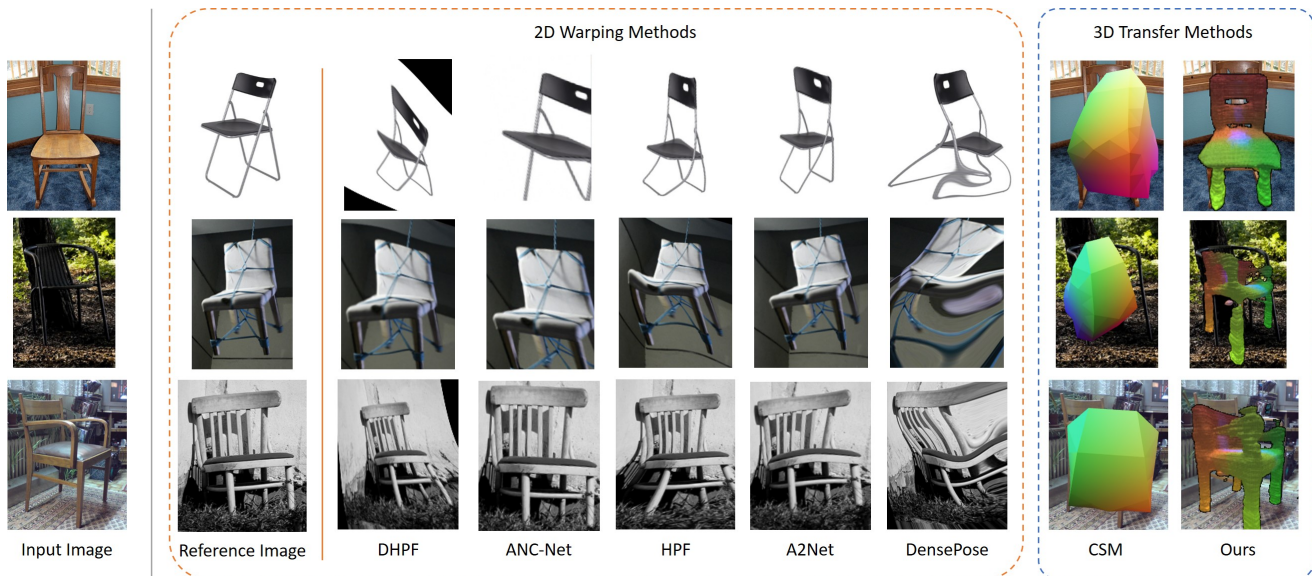 2D Warping Methods
3D Transfer Methods
Input Image
Reference Image
DHPF
ANC-Net
HPF
A2Net
DensePose
CSM
Ours